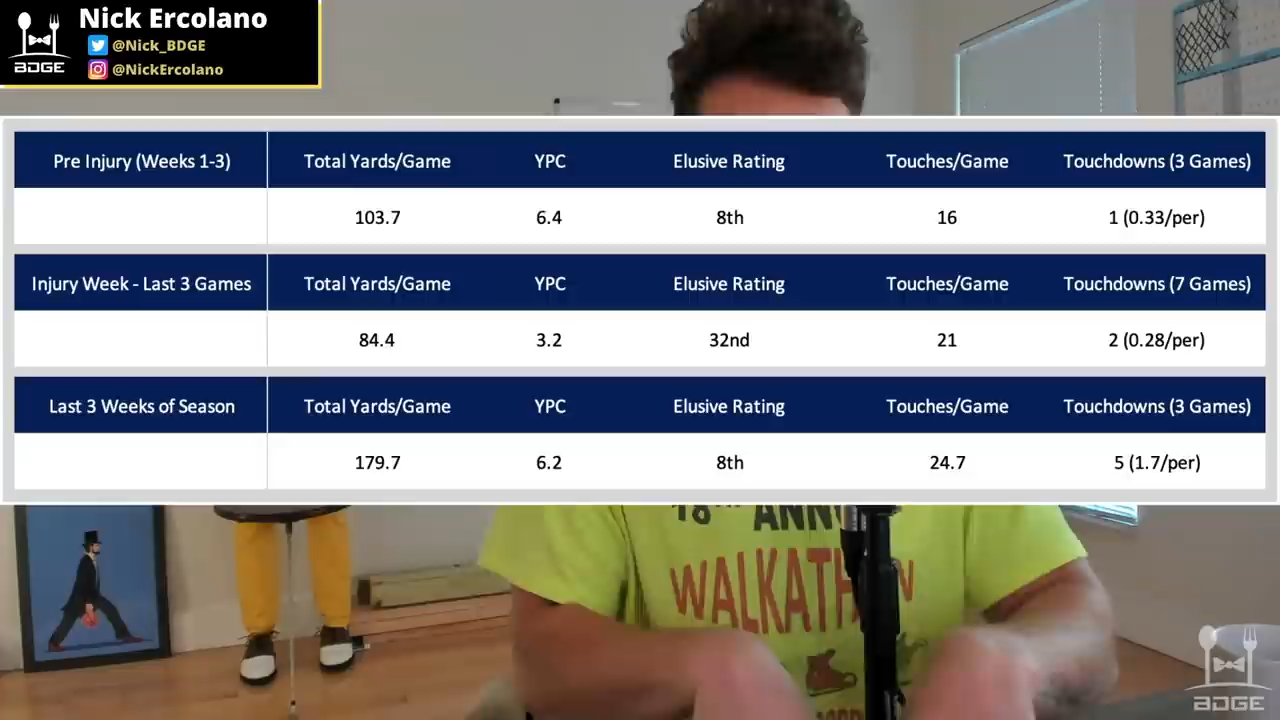 Nick Ercolano
@Nick_BDGE
@NickErcolano
BDGE
Pre Injury (Weeks 1-3) Total Yards/Game YPC Elusive Rating Touches/Game Touchdowns (3 Games)
103.7 6.4 8th 16 1 (0.33/per)
Injury Week - Last 3 Games Total Yards/Game YPC Elusive Rating Touches/Game Touchdowns (7 Games)
84.4 3.2 32nd 21 2 (0.28/per)
Last 3 Weeks of Season Total Yards/Game YPC Elusive Rating Touches/Game Touchdowns (3 Games)
179.7 6.2 8th 24.7 5 (1.7/per)
BDGE